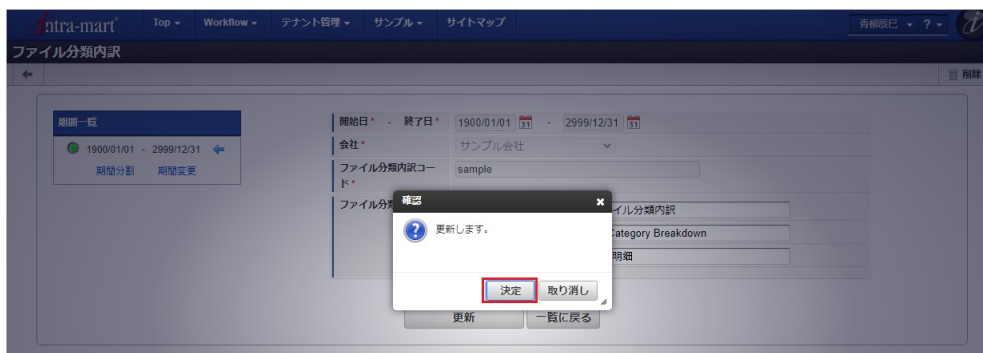 intra-mart Top Workflow テナント管理 サンプル サイトマップ 青柳辰巳 ?
ファイル分類内訳
削除
期間一覧
1900/01/01 - 2999/12/31
期間分割 期間変更
開始日* - 終了日* 1900/01/01 31 - 2999/12/31 31
会社* サンプル会社
ファイル分類内訳コー
ド* sample
ファイル分類
イル分類内訳
Category Breakdown
明細
確認 ×
更新します。
決定 取り消し
更新 一覧に戻る